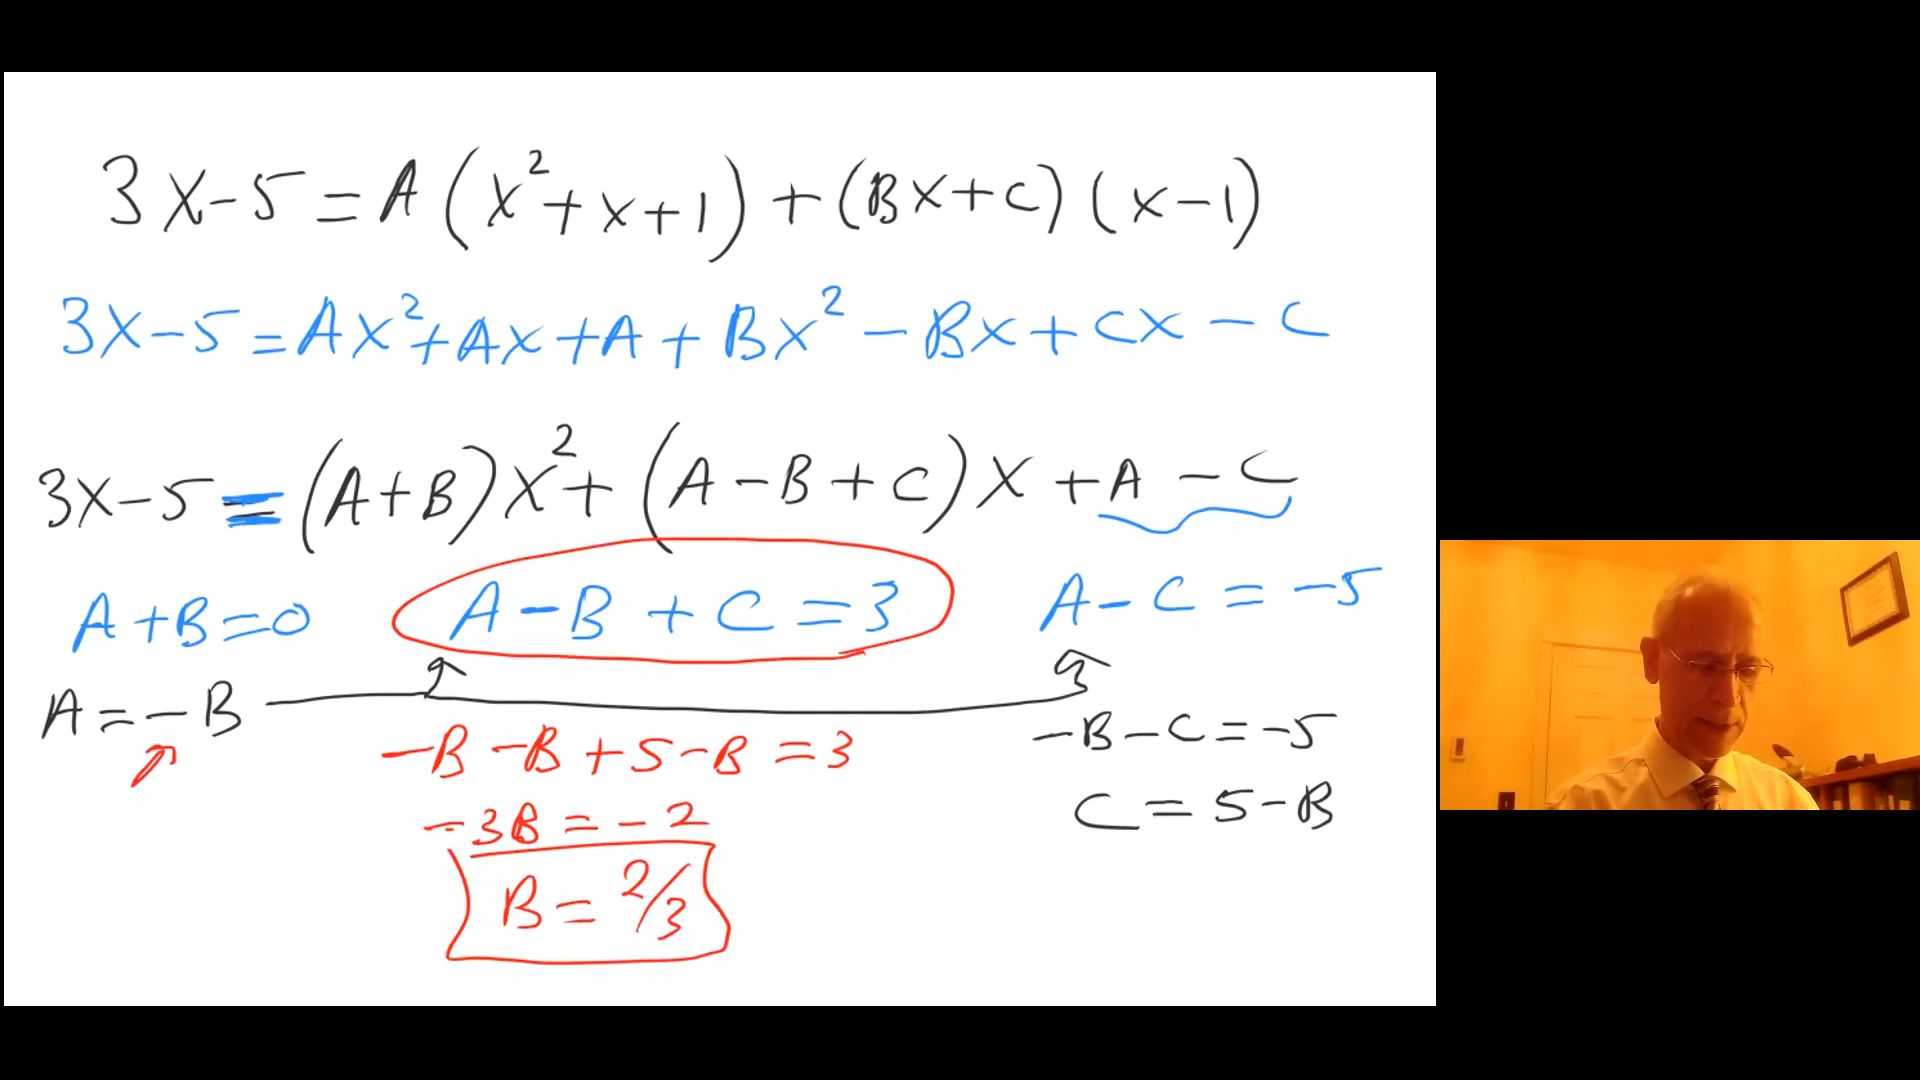 3x-5 = A(x²+x+1)+(Bx+C)(x-1)
3x-5 = Ax²+Ax+A+Bx²-Bx+Cx-C
3x-5 = (A+B)x²+(A-B+C)x+A-C
A+B=0 A-B+C=3 A-C=-5
A=-B
-B-B+5-B=3 -B-C=-5
-3B=-2 C=5-B
B=2/3